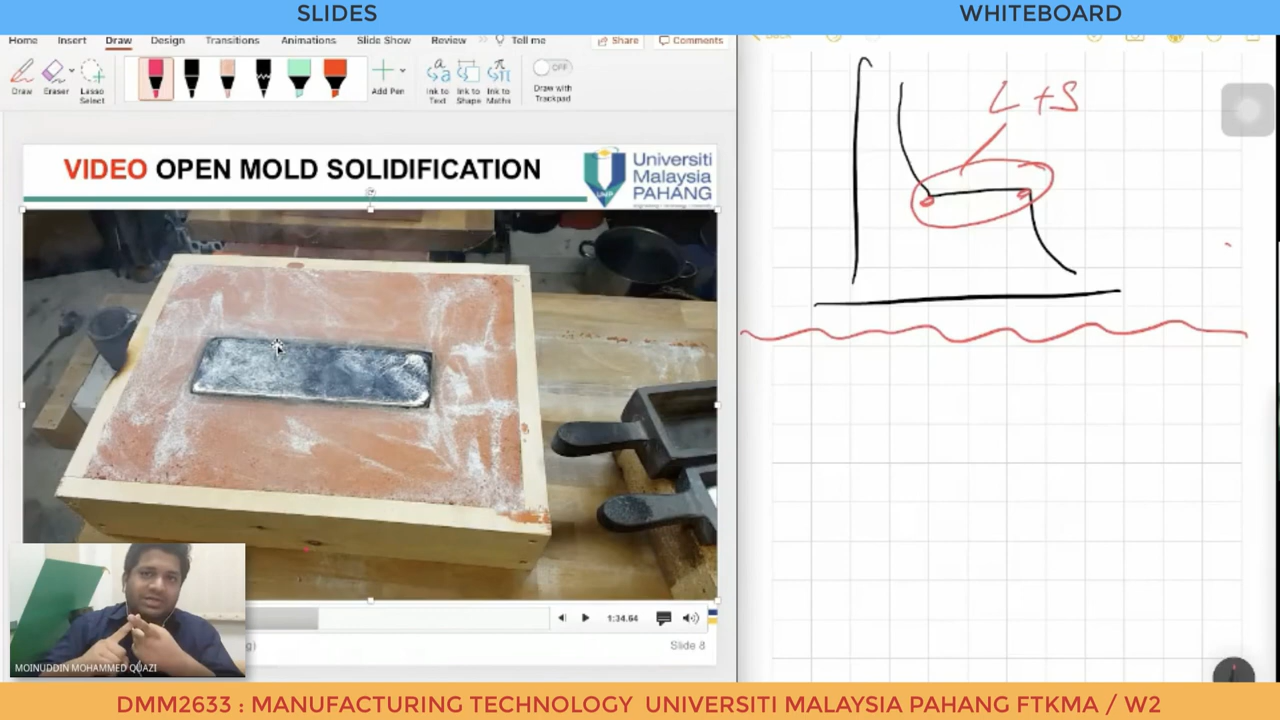 SLIDES
WHITEBOARD
Home Insert Draw Design Transitions Animations Slide Show Review Tell me Share Comments
Draw Eraser Lasso Select Add Pen Ink to Text Ink to Shape Ink to Maths OFF Draw with Trackpad
VIDEO OPEN MOLD SOLIDIFICATION
Universiti
Malaysia
PAHANG
UMP
L + S
1:34.64
Slide 8
MOINUDDIN MOHAMMED QUAZI
DMM2633 : MANUFACTURING TECHNOLOGY UNIVERSITI MALAYSIA PAHANG FTKMA / W2